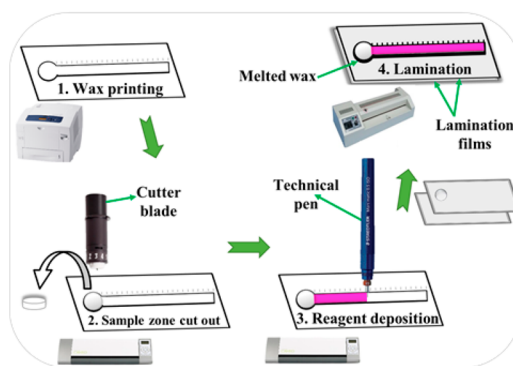 1. Wax printing
Cutter
blade
2. Sample zone cut out
Technical
pen
3. Reagent deposition
Melted wax
4. Lamination
Lamination
films